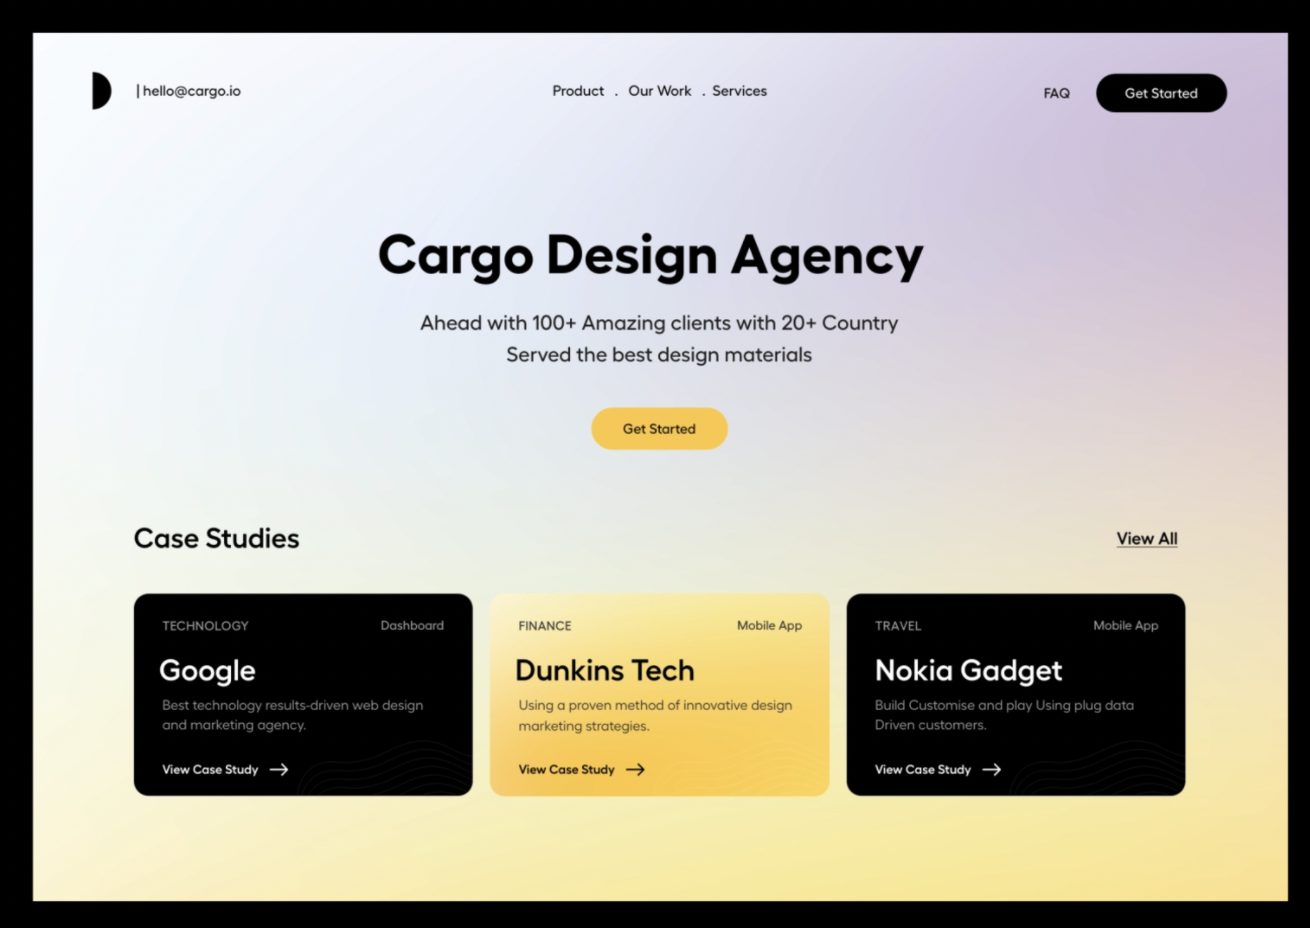 | hello@cargo.io
Product . Our Work . Services
FAQ
Get Started
Cargo Design Agency
Ahead with 100+ Amazing clients with 20+ Country
Served the best design materials
Get Started
Case Studies
View All
TECHNOLOGY
Dashboard
Google
Best technology results-driven web design
and marketing agency.
View Case Study
FINANCE
Mobile App
Dunkins Tech
Using a proven method of innovative design
marketing strategies.
View Case Study
TRAVEL
Mobile App
Nokia Gadget
Build Customise and play Using plug data
Driven customers.
View Case Study